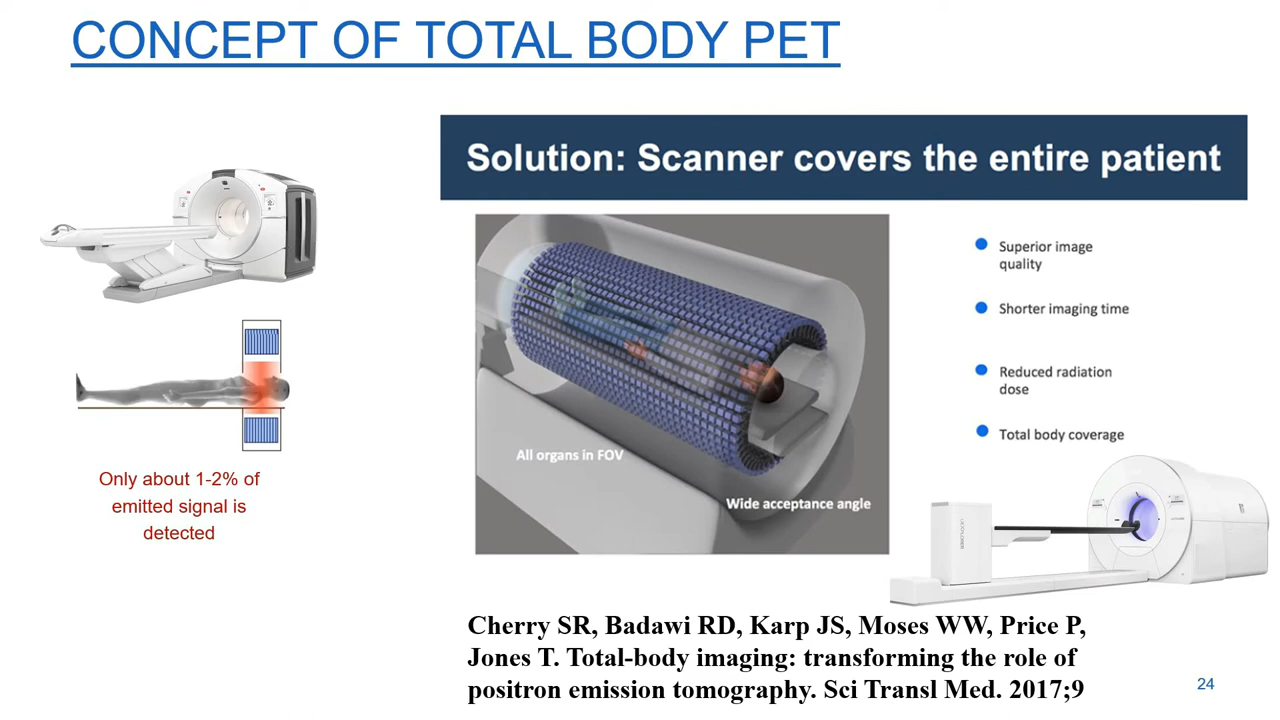 CONCEPT OF TOTAL BODY PET
Solution: Scanner covers the entire patient
Only about 1-2% of
emitted signal is
detected
All organs in FOV
Wide acceptance angle
Superior image
quality
Shorter imaging time
Reduced radiation
dose
Total body coverage
Cherry SR, Badawi RD, Karp JS, Moses WW, Price P,
Jones T. Total-body imaging: transforming the role of
positron emission tomography. Sci Transl Med. 2017;9
24